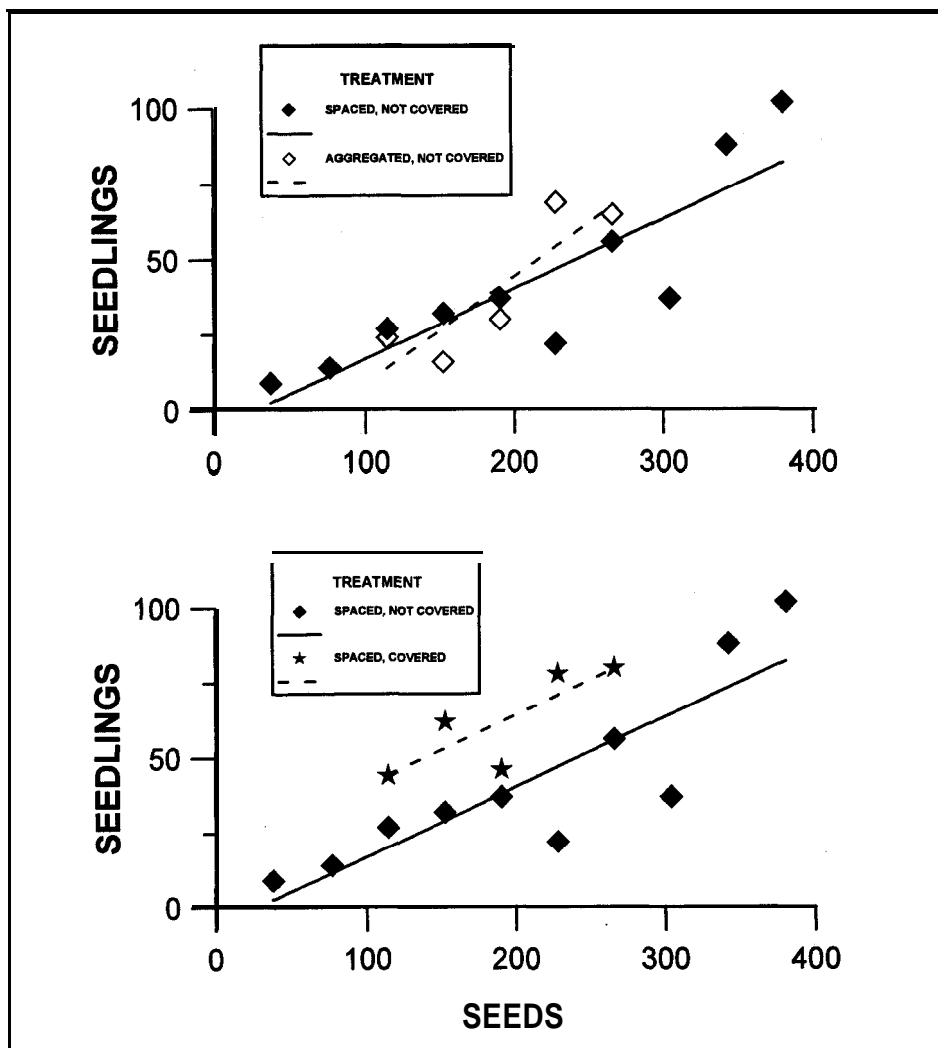 TREATMENT
SPACED, NOT COVERED
AGGREGATED, NOT COVERED
SEEDLINGS
100
50
0
0 100 200 300 400
TREATMENT
SPACED, NOT COVERED
SPACED, COVERED
SEEDLINGS
100
50
0
0 100 200 300 400
SEEDS